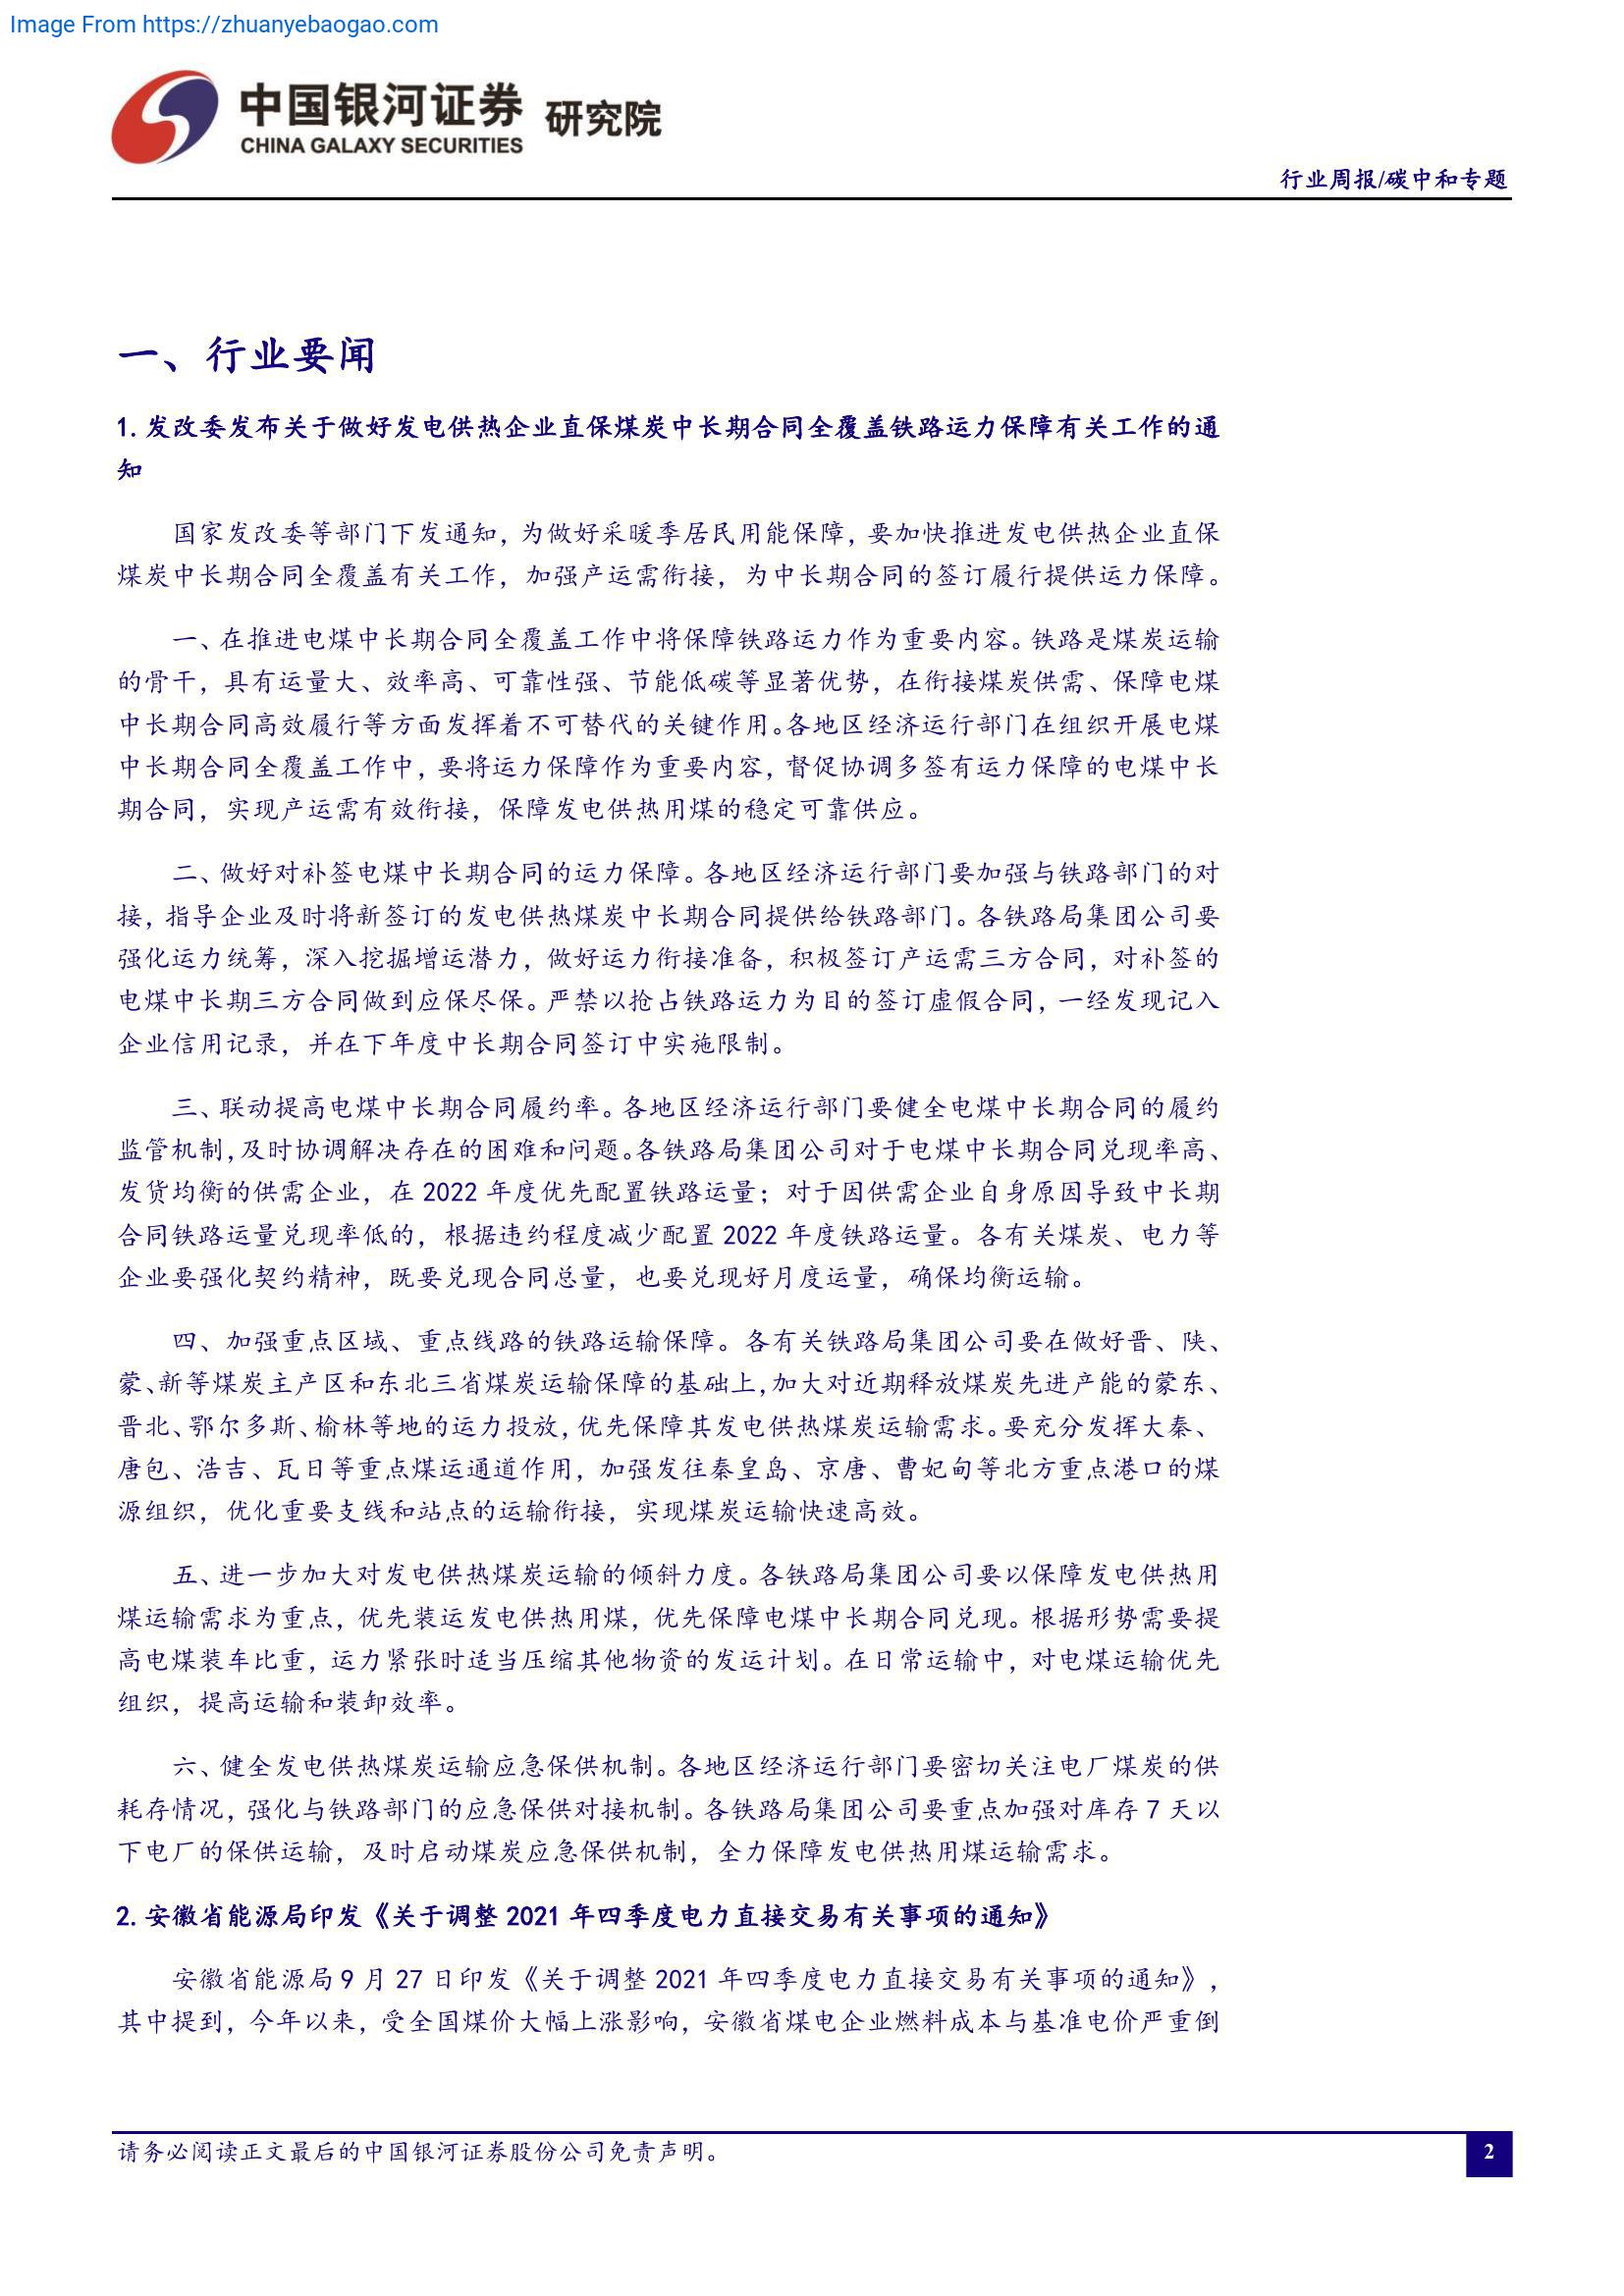 Image From https://zhuanyebaogao.com
中国银河证券 研究院
CHINA GALAXY SECURITIES
行业周报/碳中和专题
一、行业要闻
1. 发改委发布关于做好发电供热企业直保煤炭中长期合同全覆盖铁路运力保障有关工作的通
知
国家发改委等部门下发通知，为做好采暖季居民用能保障，要加快推进发电供热企业直保
煤炭中长期合同全覆盖有关工作，加强产运需衔接，为中长期合同的签订履行提供运力保障。
一、在推进电煤中长期合同全覆盖工作中将保障铁路运力作为重要内容。铁路是煤炭运输
的骨干，具有运量大、效率高、可靠性强、节能低碳等显著优势，在衔接煤炭供需、保障电煤
中长期合同高效履行等方面发挥着不可替代的关键作用。各地区经济运行部门在组织开展电煤
中长期合同全覆盖工作中，要将运力保障作为重要内容，督促协调多签有运力保障的电煤中长
期合同，实现产运需有效衔接，保障发电供热用煤的稳定可靠供应。
二、做好对补签电煤中长期合同的运力保障。各地区经济运行部门要加强与铁路部门的对
接，指导企业及时将新签订的发电供热煤炭中长期合同提供给铁路部门。各铁路局集团公司要
强化运力统筹，深入挖掘增运潜力，做好运力衔接准备，积极签订产运需三方合同，对补签的
电煤中长期三方合同做到应保尽保。严禁以抢占铁路运力为目的签订虚假合同，一经发现记入
企业信用记录，并在下年度中长期合同签订中实施限制。
三、联动提高电煤中长期合同履约率。各地区经济运行部门要健全电煤中长期合同的履约
监管机制，及时协调解决存在的困难和问题。各铁路局集团公司对于电煤中长期合同兑现率高、
发货均衡的供需企业，在 2022 年度优先配置铁路运量；对于因供需企业自身原因导致中长期
合同铁路运量兑现率低的，根据违约程度减少配置 2022 年度铁路运量。各有关煤炭、电力等
企业要强化契约精神，既要兑现合同总量，也要兑现好月度运量，确保均衡运输。
四、加强重点区域、重点线路的铁路运输保障。各有关铁路局集团公司要在做好晋、陕、
蒙、新等煤炭主产区和东北三省煤炭运输保障的基础上，加大对近期释放煤炭先进产能的蒙东、
晋北、鄂尔多斯、榆林等地的运力投放，优先保障其发电供热煤炭运输需求。要充分发挥大秦、
唐包、浩吉、瓦日等重点煤运通道作用，加强发往秦皇岛、京唐、曹妃甸等北方重点港口的煤
源组织，优化重要支线和站点的运输衔接，实现煤炭运输快速高效。
五、进一步加大对发电供热煤炭运输的倾斜力度。各铁路局集团公司要以保障发电供热用
煤运输需求为重点，优先装运发电供热用煤，优先保障电煤中长期合同兑现。根据形势需要提
高电煤装车比重，运力紧张时适当压缩其他物资的发运计划。在日常运输中，对电煤运输优先
组织，提高运输和装卸效率。
六、健全发电供热煤炭运输应急保供机制。各地区经济运行部门要密切关注电厂煤炭的供
耗存情况，强化与铁路部门的应急保供对接机制。各铁路局集团公司要重点加强对库存 7 天以
下电厂的保供运输，及时启动煤炭应急保供机制，全力保障发电供热用煤运输需求。
2. 安徽省能源局印发《关于调整 2021 年四季度电力直接交易有关事项的通知》
安徽省能源局 9 月 27 日印发《关于调整 2021 年四季度电力直接交易有关事项的通知》，
其中提到，今年以来，受全国煤价大幅上涨影响，安徽省煤电企业燃料成本与基准电价严重倒
请务必阅读正文最后的中国银河证券股份公司免责声明。
2